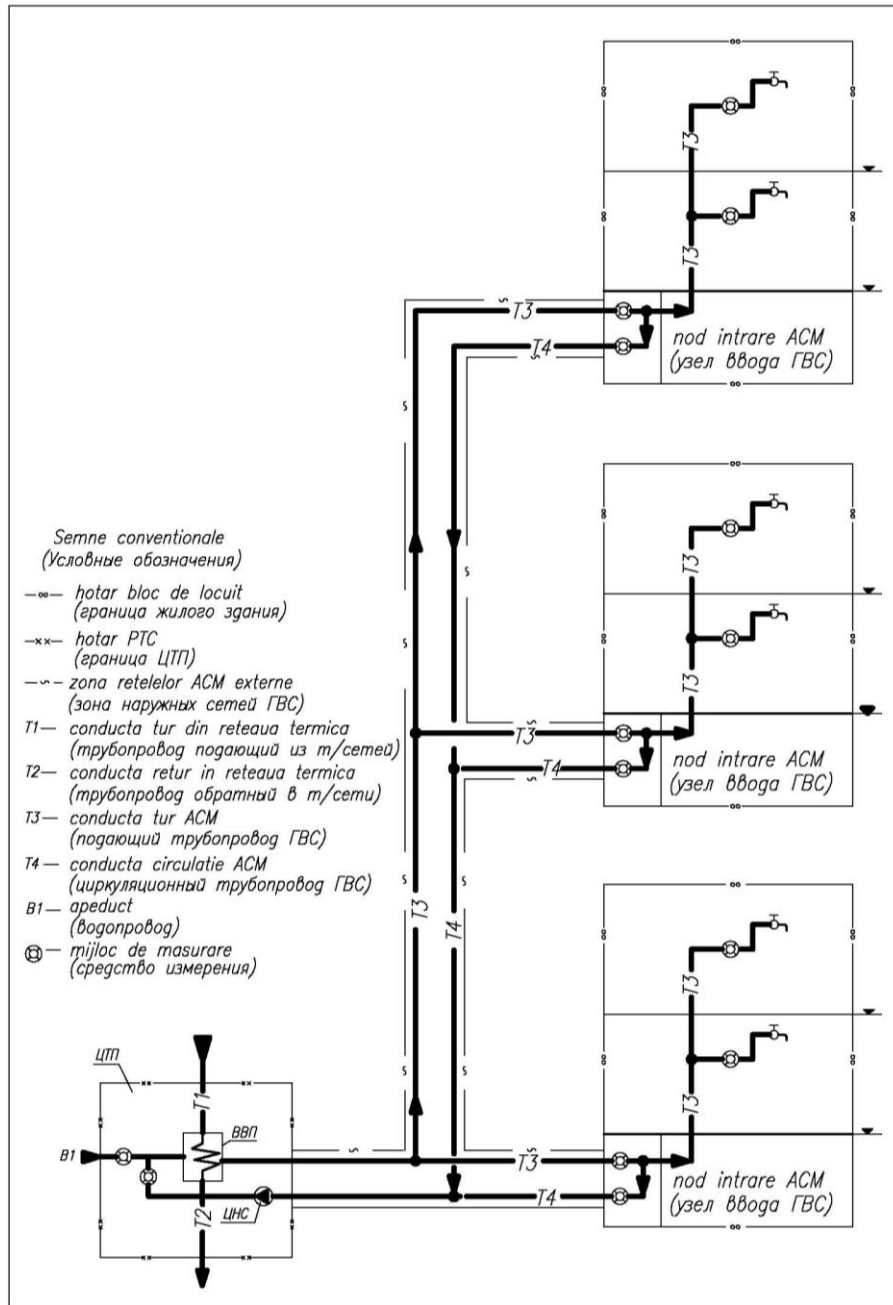 T3
T3
T3
T4
nod intrare ACM
(узел ввода ГВС)
T3
T3
T3
T4
nod intrare ACM
(узел ввода ГВС)
Semne conventionale
(Условные обозначения)
hotar bloc de locuit
(граница жилого здания)
hotar PTC
(граница ЦТП)
zona retelelor ACM externe
(зона наружных сетей ГВС)
T1 — conducta tur din reteaua termica
(трубопровод подающий из т/сетей)
T2 — conducta retur in reteaua termica
(трубопровод обратный в т/сети)
T3 — conducta tur ACM
(подающий трубопровод ГВС)
T4 — conducta circulatie ACM
(циркуляционный трубопровод ГВС)
B1 — apeduct
(водопровод)
mijloc de masurare
(средство измерения)
T3
T4
T3
T3
T3
T4
nod intrare ACM
(узел ввода ГВС)
ЦТП
T1
ВВП
B1
T2
ЦНС